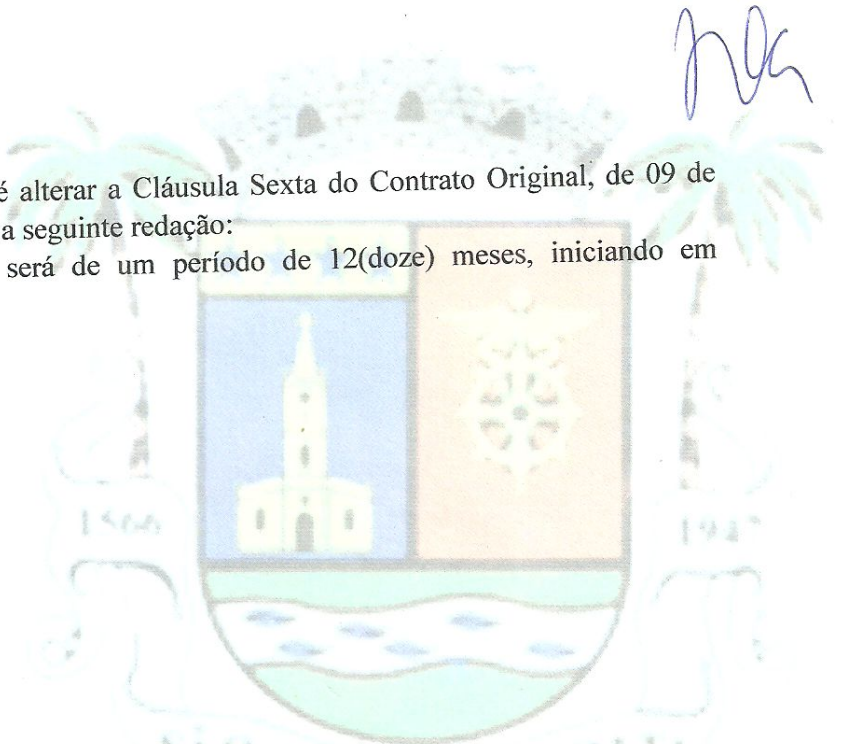 é alterar a Cláusula Sexta do Contrato Original, de 09 de
a seguinte redação:
será de um período de 12(doze) meses, iniciando em